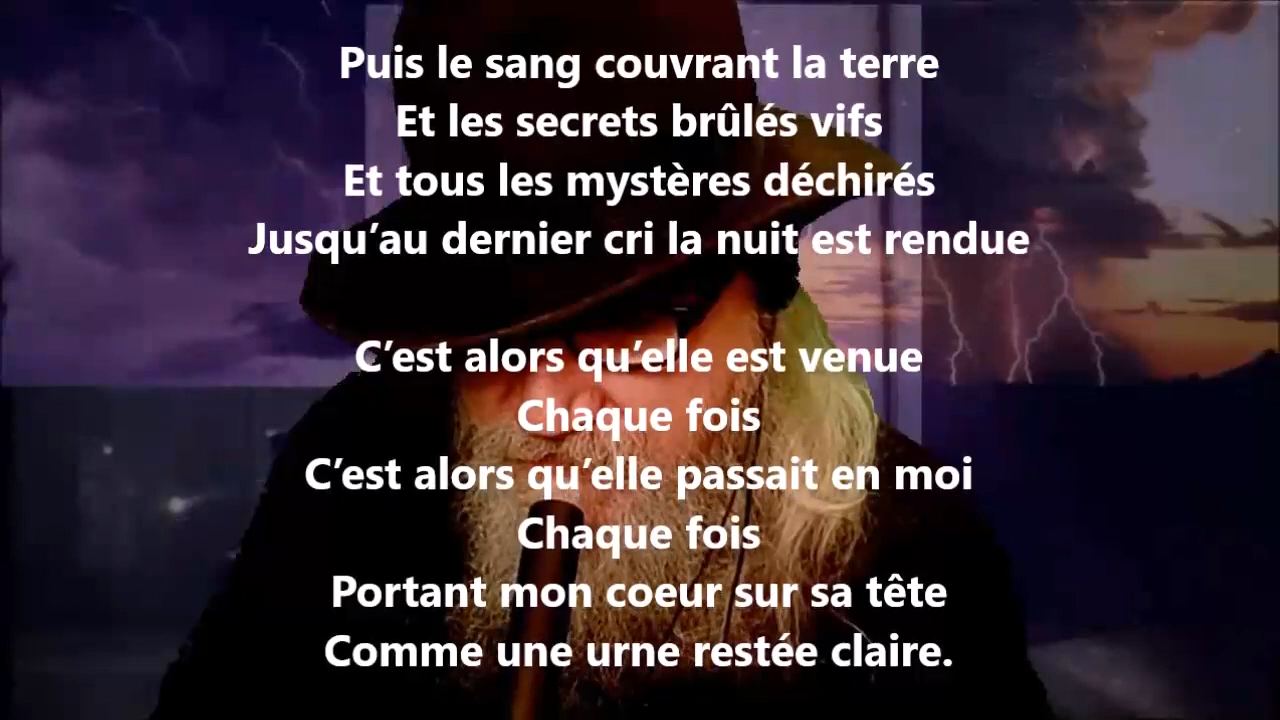 Puis le sang couvrant la terre
Et les secrets brûlés vifs
Et tous les mystères déchirés
Jusqu’au dernier cri la nuit est rendue
C’est alors qu’elle est venue
Chaque fois
C’est alors qu’elle passait en moi
Chaque fois
Portant mon coeur sur sa tête
Comme une urne restée claire.